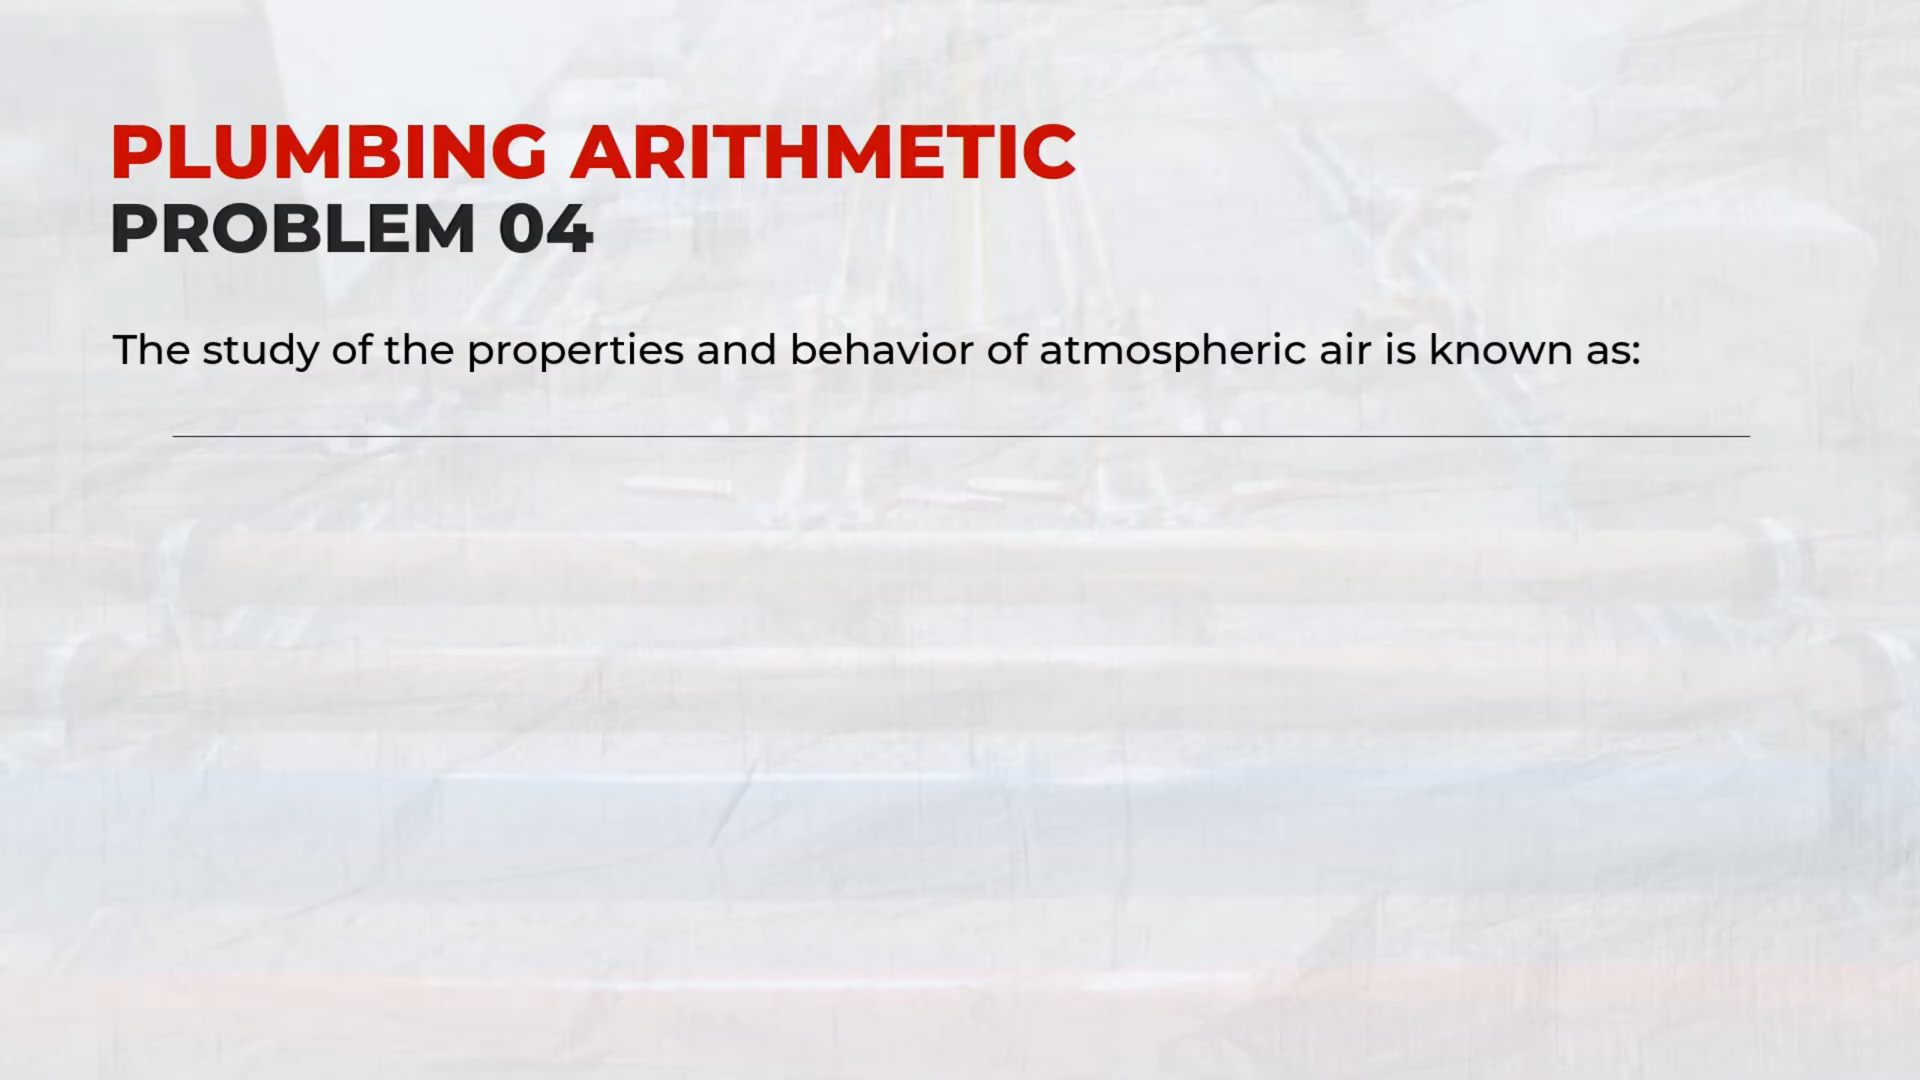 PLUMBING ARITHMETIC
PROBLEM 04
The study of the properties and behavior of atmospheric air is known as: